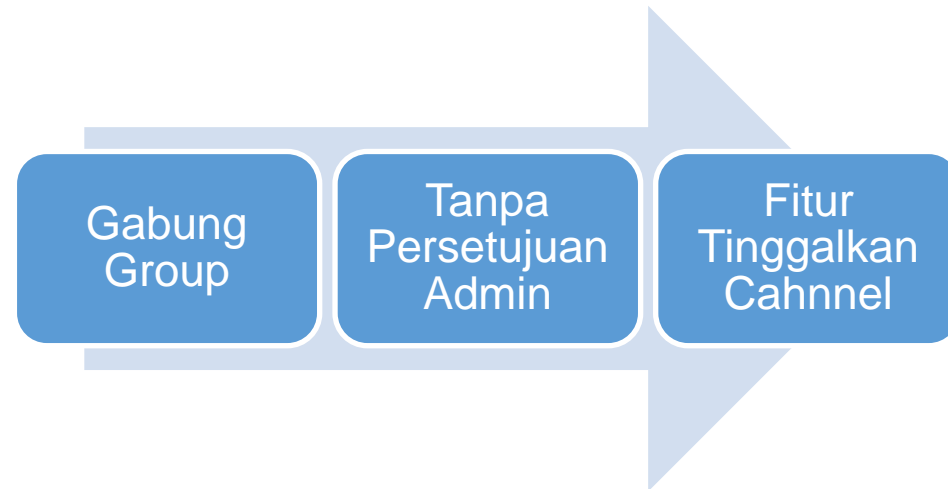 Gabung
Group
Tanpa
Persetujuan
Admin
Fitur
Tinggalkan
Cahnnel